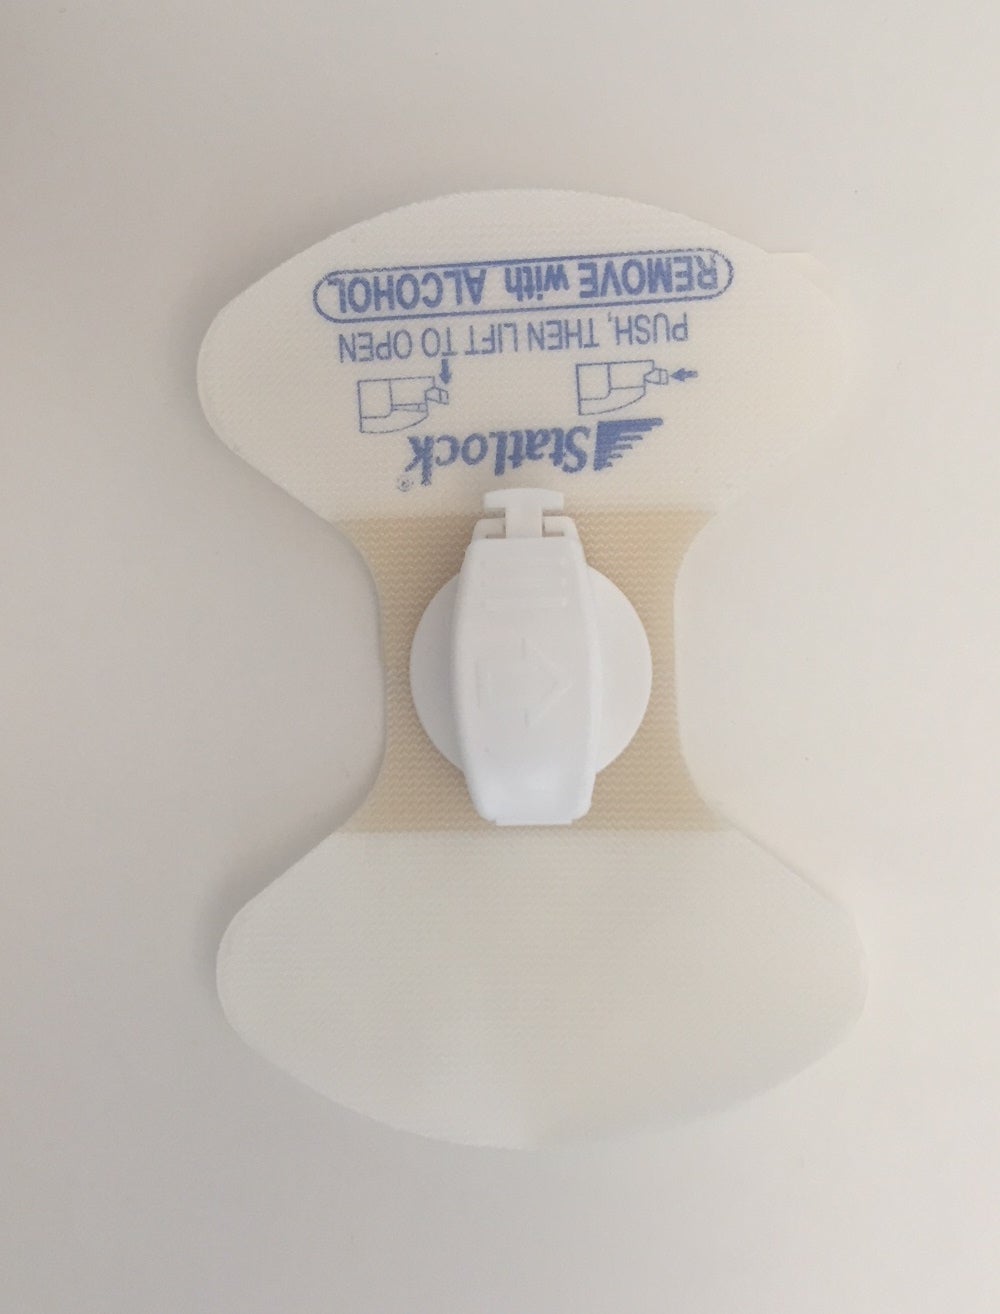 Statlock®
PUSH, THEN LIFT TO OPEN
REMOVE with ALCOHOL